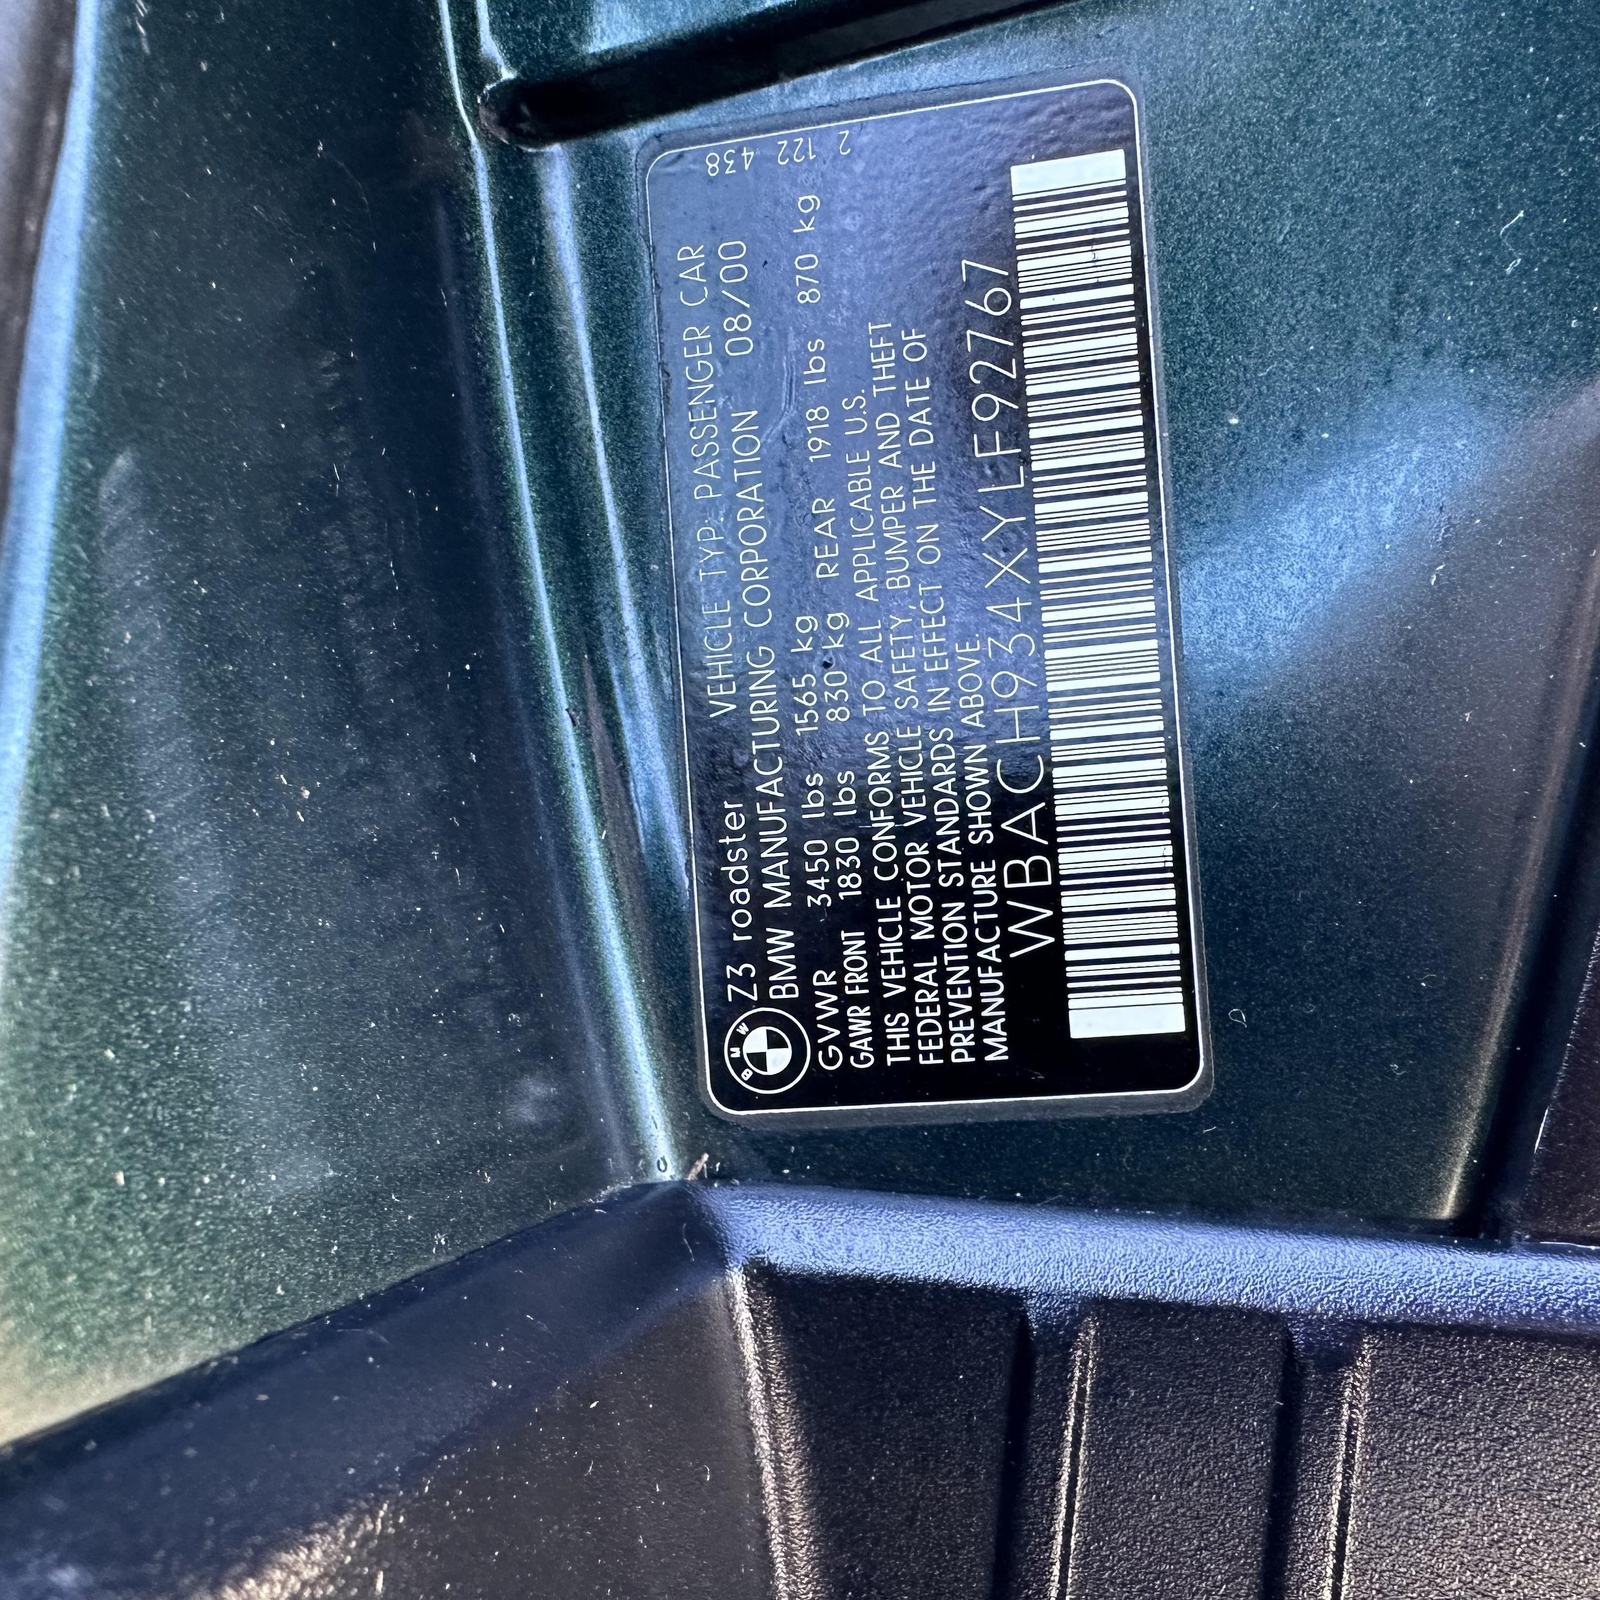 BMW
Z3 roadster VEHICLE TYP: PASSENGER CAR
BMW MANUFACTURING CORPORATION 08/00
GVWR 3450 lbs 1565 kg
GAWR FRONT 1830 lbs 830 kg REAR 1918 lbs 870 kg
THIS VEHICLE CONFORMS TO ALL APPLICABLE U.S.
FEDERAL MOTOR VEHICLE SAFETY, BUMPER AND THEFT
PREVENTION STANDARDS IN EFFECT ON THE DATE OF
MANUFACTURE SHOWN ABOVE.
WBACH934XYLF92767
2 122 438